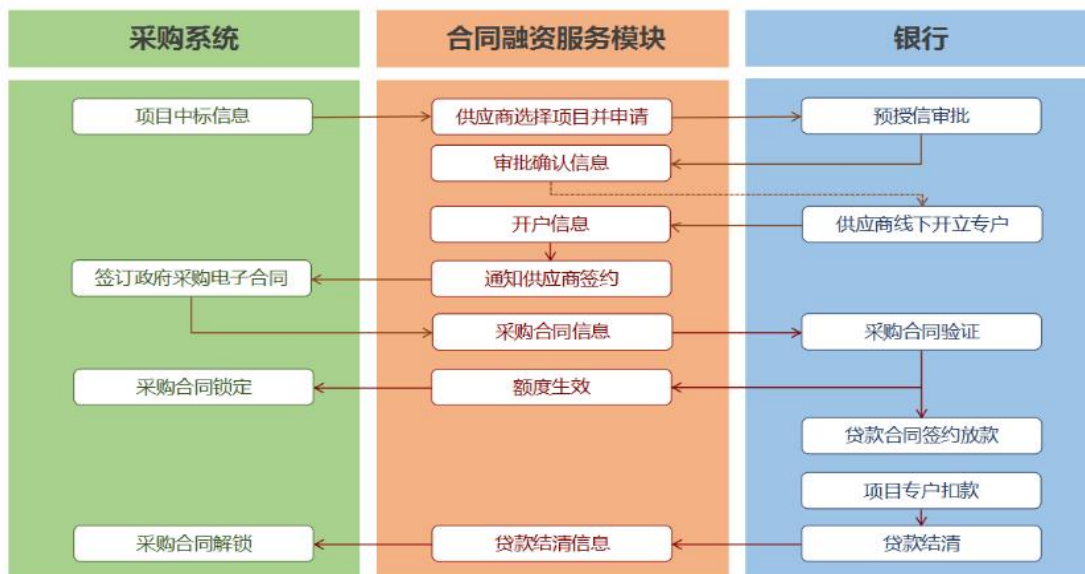 采购系统
合同融资服务模块
银行
项目中标信息
供应商选择项目并申请
预授信审批
审批确认信息
开户信息
供应商线下开立专户
签订政府采购电子合同
通知供应商签约
采购合同信息
采购合同验证
采购合同锁定
额度生效
贷款合同签约放款
项目专户扣款
采购合同解锁
贷款结清信息
贷款结清